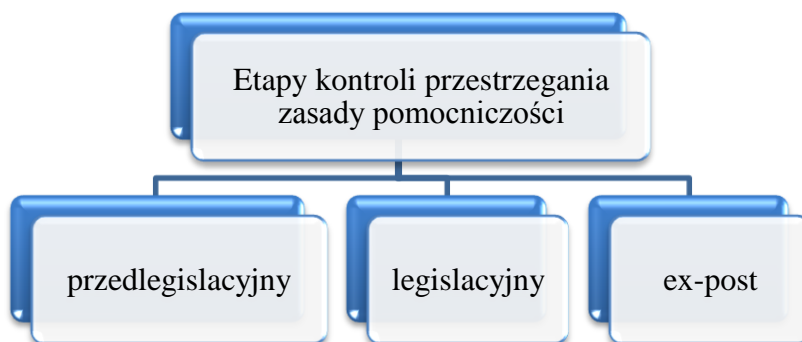 Etapy kontroli przestrzegania
zasady pomocniczości
przedlegislacyjny
legislacyjny
ex-post